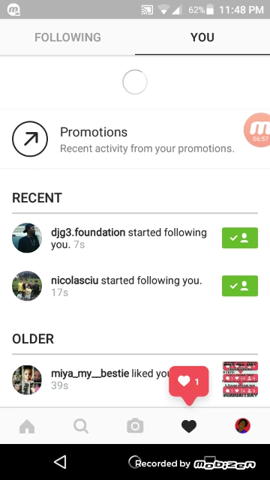 62% 11:48 PM
FOLLOWING
YOU
Promotions
Recent activity from your promotions.
RECENT
djg3.foundation started following
you. 7s
nicolasciu started following you.
17s
OLDER
miya_my__bestie liked you
39s
1
Recorded by mobizen